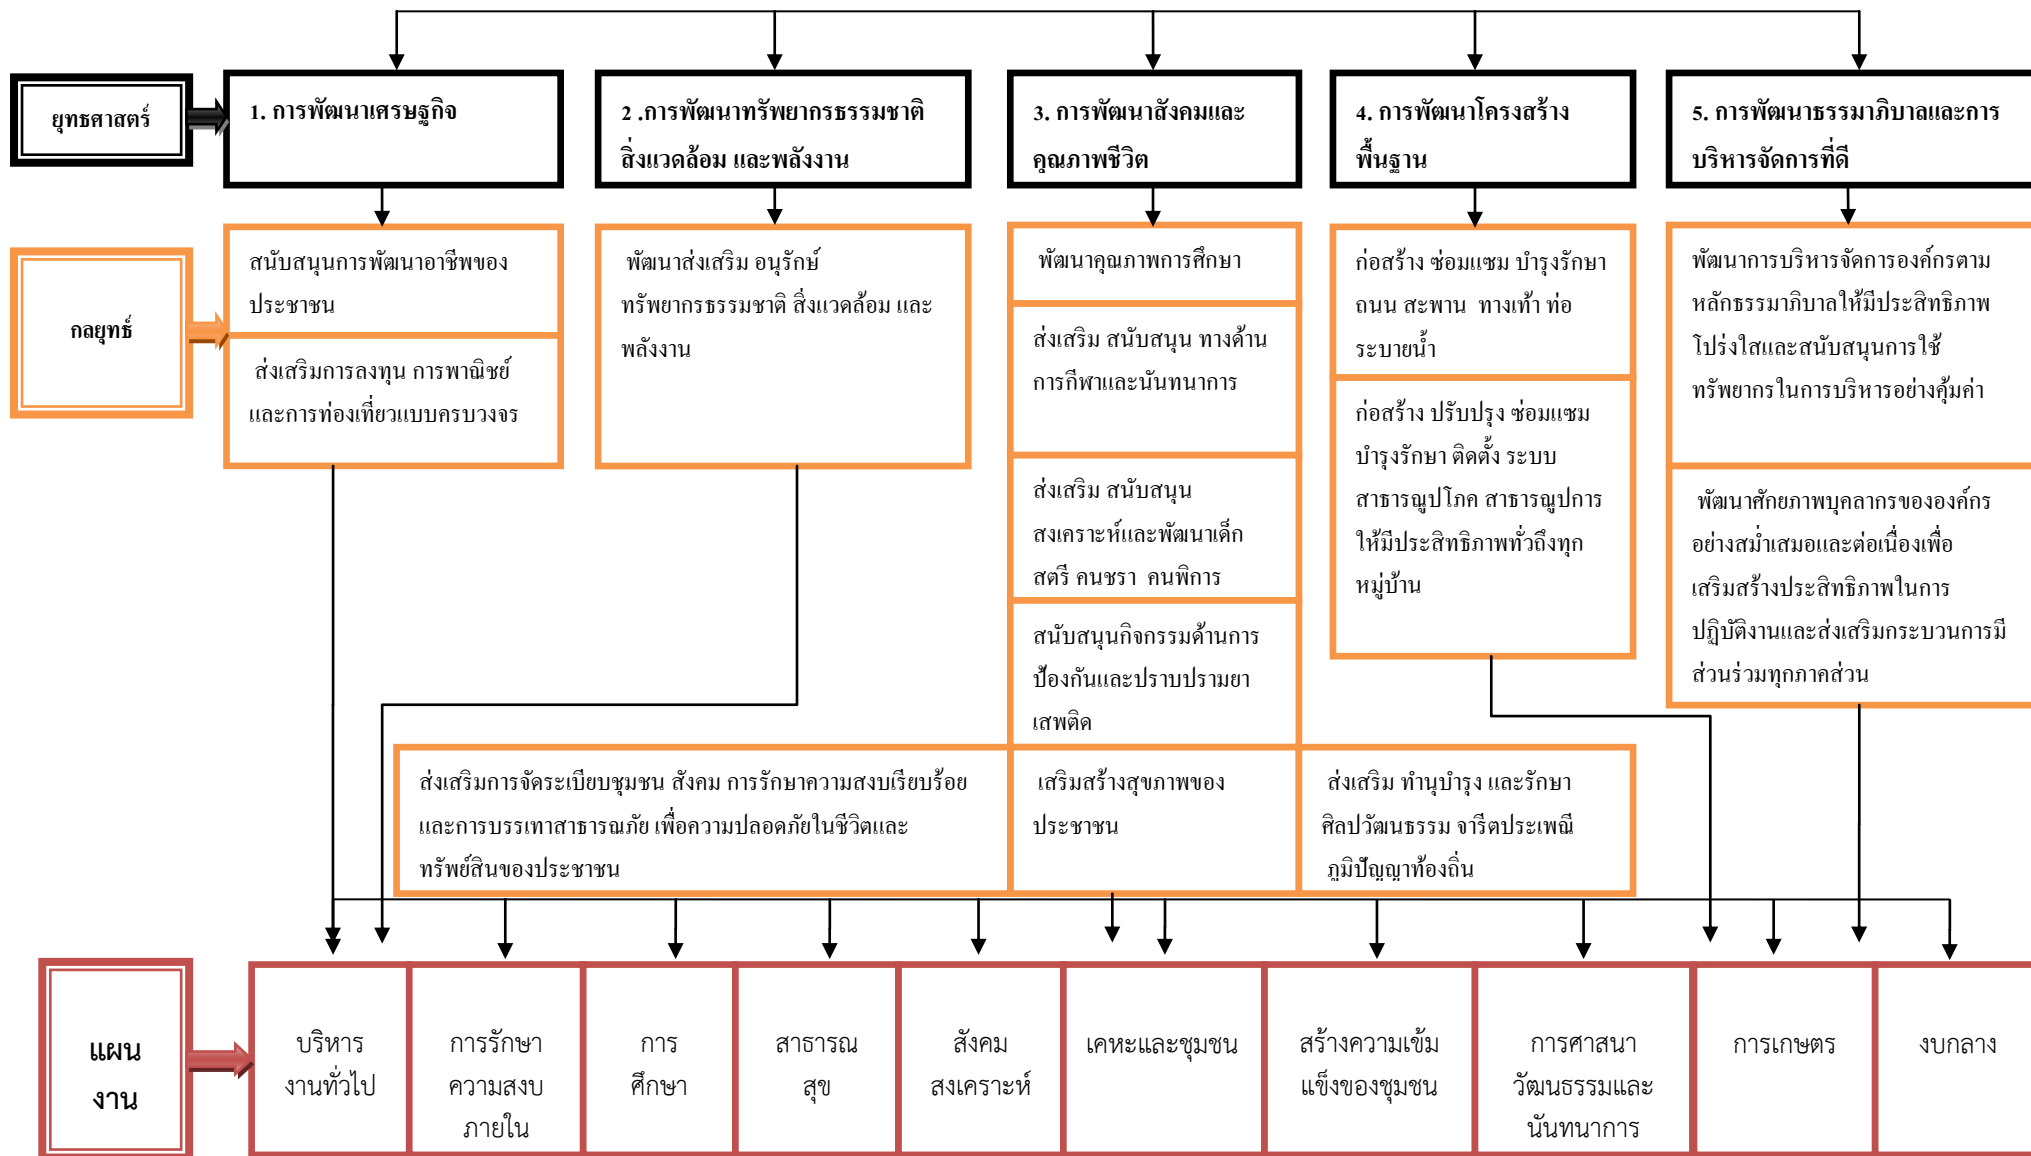 ยุทธศาสตร์
1. การพัฒนาเศรษฐกิจ
2 .การพัฒนาทรัพยากรธรรมชาติ
สิ่งแวดล้อม และพลังงาน
3. การพัฒนาสังคมและ
คุณภาพชีวิต
4. การพัฒนาโครงสร้าง
พื้นฐาน
5. การพัฒนาธรรมาภิบาลและการ
บริหารจัดการที่ดี
กลยุทธ์
สนับสนุนการพัฒนาอาชีพของ
ประชาชน
ส่งเสริมการลงทุน การพาณิชย์
และการท่องเที่ยวแบบครบวงจร
พัฒนาส่งเสริม อนุรักษ์
ทรัพยากรธรรมชาติ สิ่งแวดล้อม และ
พลังงาน
พัฒนาคุณภาพการศึกษา
ส่งเสริม สนับสนุน ทางด้าน
การกีฬาและนันทนาการ
ส่งเสริม สนับสนุน
สงเคราะห์และพัฒนาเด็ก
สตรี คนชรา  คนพิการ
สนับสนุนกิจกรรมด้านการ
ป้องกันและปราบปรามยา
เสพติด
ก่อสร้าง ซ่อมแซม บำรุงรักษา
ถนน สะพาน  ทางเท้า ท่อ
ระบายน้ำ
ก่อสร้าง ปรับปรุง ซ่อมแซม
บำรุงรักษา ติดตั้ง ระบบ
สาธารณูปโภค สาธารณูปการ
ให้มีประสิทธิภาพทั่วถึงทุก
หมู่บ้าน
พัฒนาการบริหารจัดการองค์กรตาม
หลักธรรมาภิบาลให้มีประสิทธิภาพ
โปร่งใสและสนับสนุนการใช้
ทรัพยากรในการบริหารอย่างคุ้มค่า
พัฒนาศักยภาพบุคลากรขององค์กร
อย่างสม่ำเสมอและต่อเนื่องเพื่อ
เสริมสร้างประสิทธิภาพในการ
ปฏิบัติงานและส่งเสริมกระบวนการมี
ส่วนร่วมทุกภาคส่วน
ส่งเสริมการจัดระเบียบชุมชน สังคม การรักษาความสงบเรียบร้อย
และการบรรเทาสาธารณภัย เพื่อความปลอดภัยในชีวิตและ
ทรัพย์สินของประชาชน
เสริมสร้างสุขภาพของ
ประชาชน
ส่งเสริม ทำนุบำรุง และรักษา
ศิลปวัฒนธรรม จารีตประเพณี
ภูมิปัญญาท้องถิ่น
แผน
งาน
บริหาร
งานทั่วไป
การรักษา
ความสงบ
ภายใน
การ
ศึกษา
สาธารณ
สุข
สังคม
สงเคราะห์
เคหะและชุมชน
สร้างความเข้ม
แข็งของชุมชน
การศาสนา
วัฒนธรรมและ
นันทนาการ
การเกษตร
งบกลาง